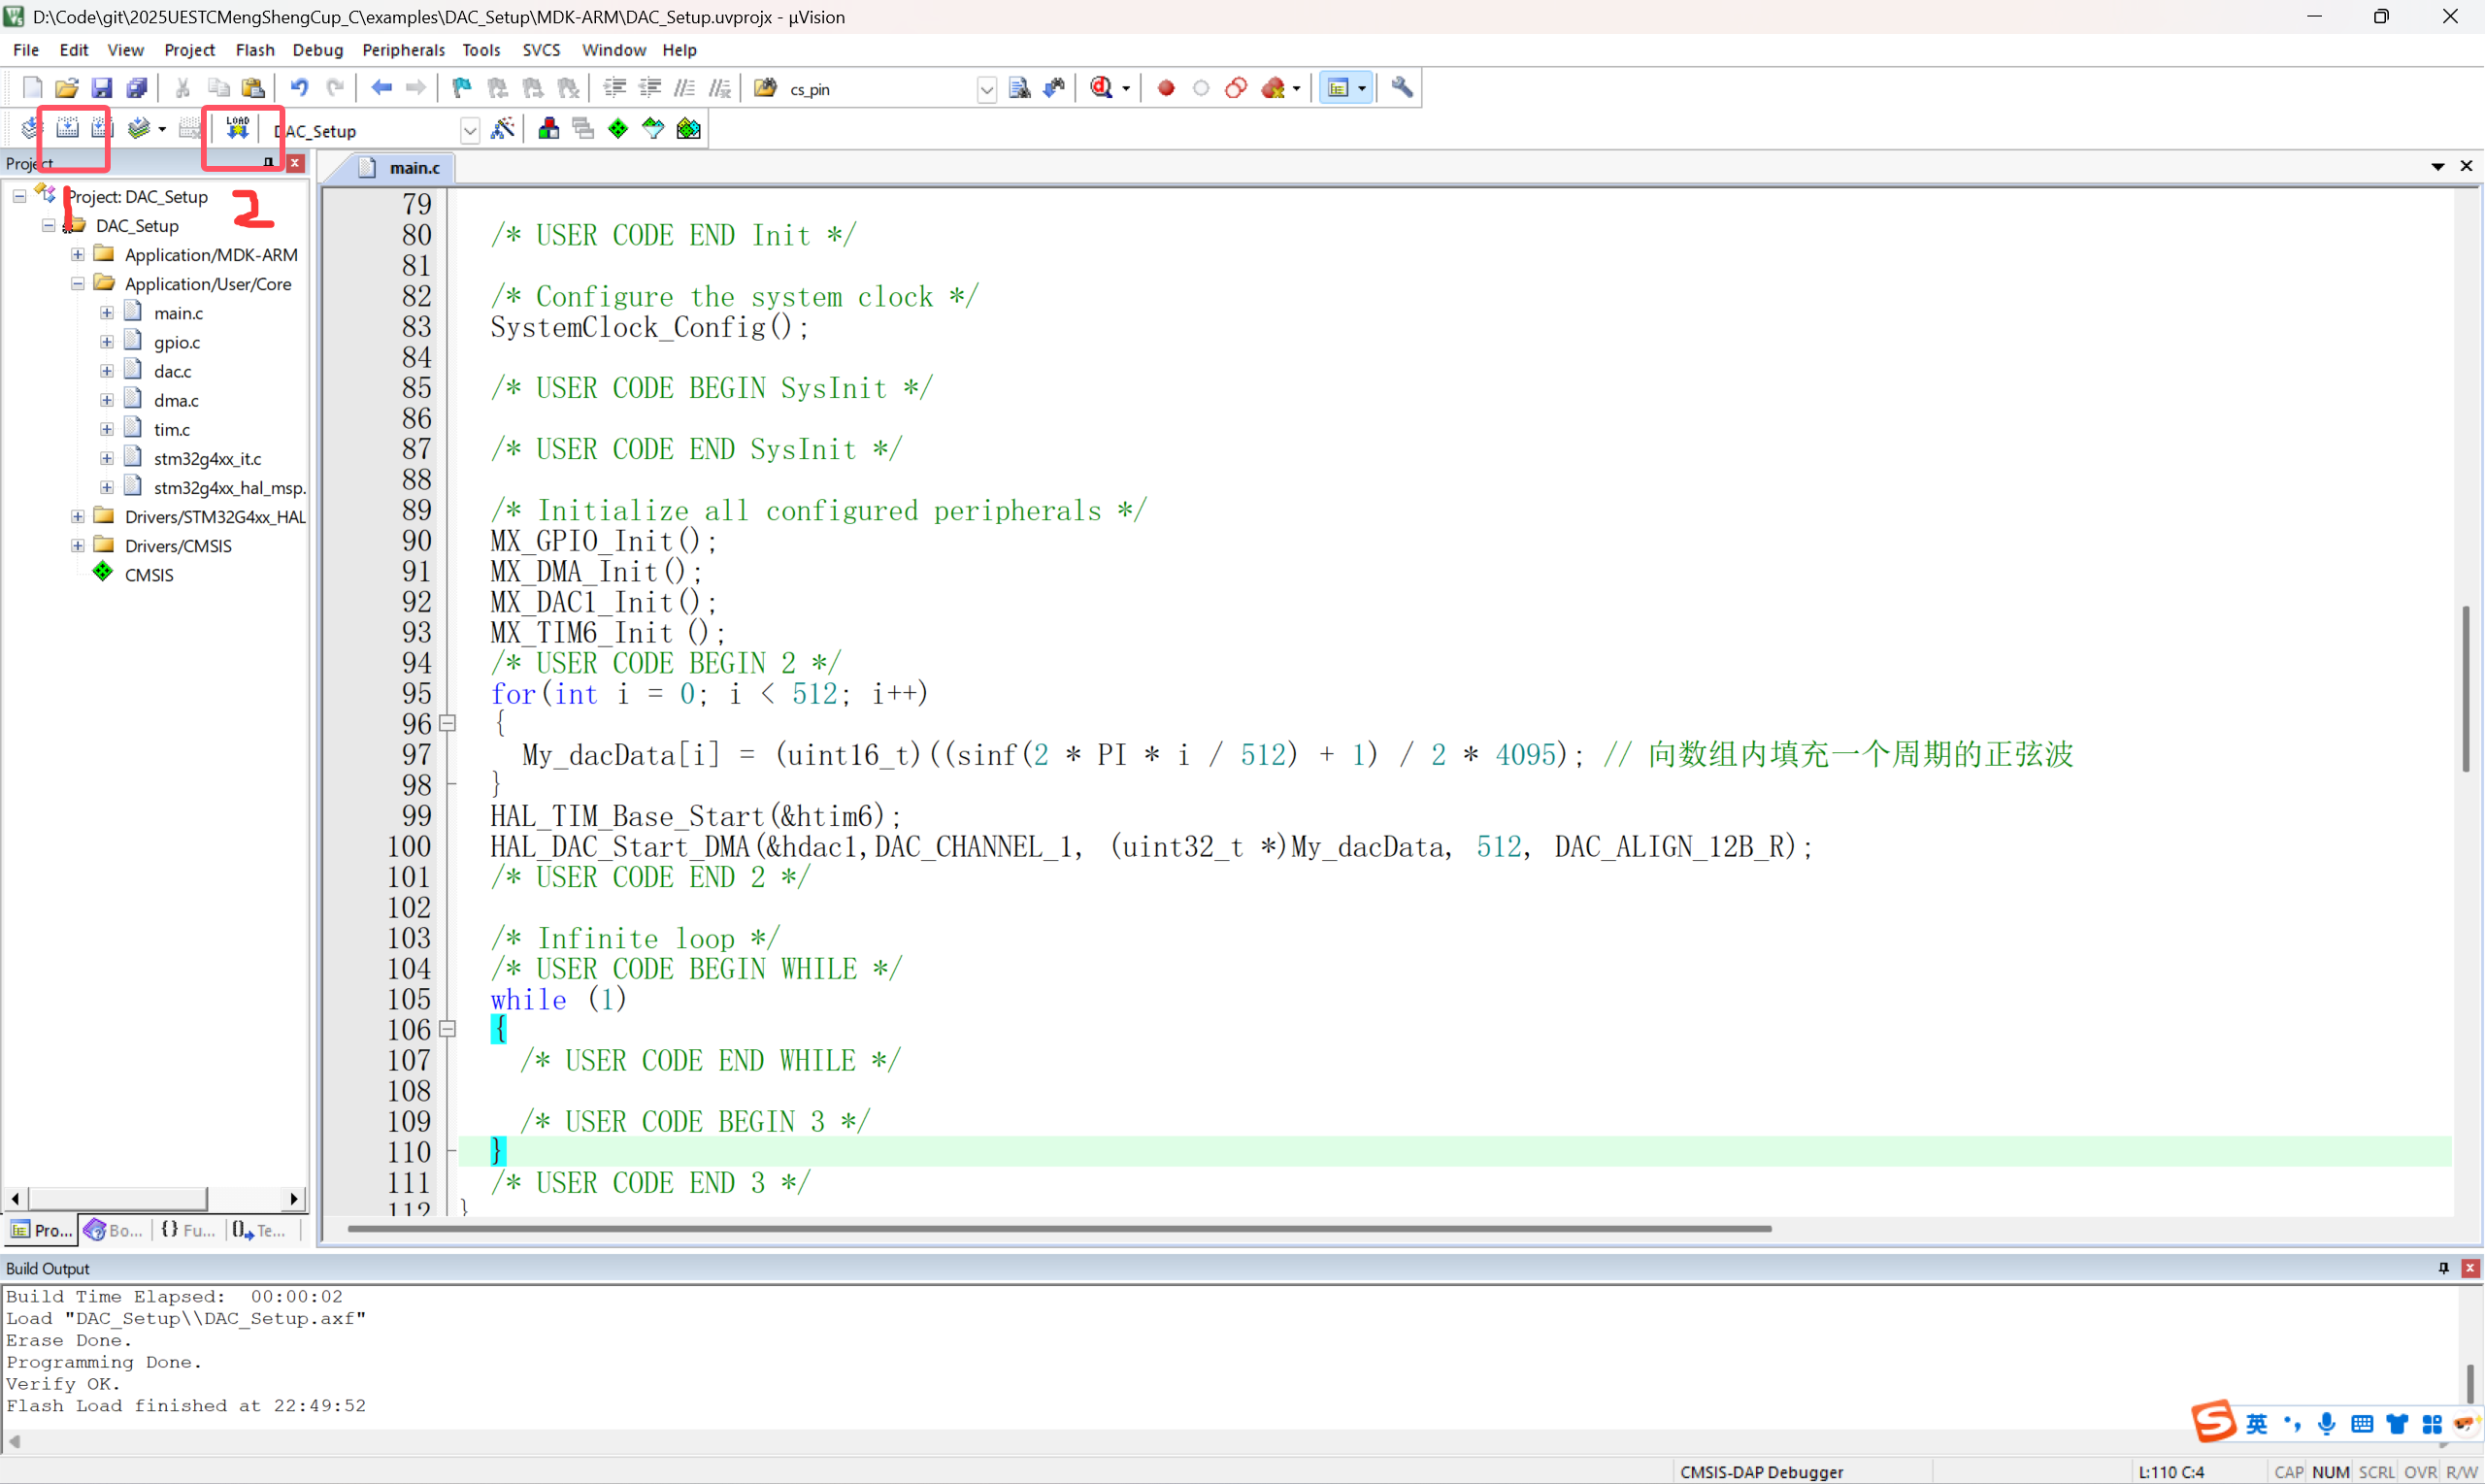 D:\Code\git\2025UESTCMengShengCup_C\examples\DAC_Setup\MDK-ARM\DAC_Setup.uvprojx - µVision
File Edit View Project Flash Debug Peripherals Tools SVCS Window Help
cs_pin
LOAD DAC_Setup
Project
main.c
1
2
Project: DAC_Setup
DAC_Setup
Application/MDK-ARM
Application/User/Core
main.c
gpio.c
dac.c
dma.c
tim.c
stm32g4xx_it.c
stm32g4xx_hal_msp.
Drivers/STM32G4xx_HAL
Drivers/CMSIS
CMSIS
Pro... Bo... {} Fu... Te...
79
80 /* USER CODE END Init */
81
82 /* Configure the system clock */
83 SystemClock_Config();
84
85 /* USER CODE BEGIN SysInit */
86
87 /* USER CODE END SysInit */
88
89 /* Initialize all configured peripherals */
90 MX_GPIO_Init();
91 MX_DMA_Init();
92 MX_DAC1_Init();
93 MX_TIM6_Init ();
94 /* USER CODE BEGIN 2 */
95 for(int i = 0; i < 512; i++)
96 {
97 My_dacData[i] = (uint16_t)((sinf(2 * PI * i / 512) + 1) / 2 * 4095); // 向数组内填充一个周期的正弦波
98 }
99 HAL_TIM_Base_Start(&htim6);
100 HAL_DAC_Start_DMA(&hdac1,DAC_CHANNEL_1, (uint32_t *)My_dacData, 512, DAC_ALIGN_12B_R);
101 /* USER CODE END 2 */
102
103 /* Infinite loop */
104 /* USER CODE BEGIN WHILE */
105 while (1)
106 {
107 /* USER CODE END WHILE */
108
109 /* USER CODE BEGIN 3 */
110 }
111 /* USER CODE END 3 */
112 }
Build Output
Build Time Elapsed:  00:00:02
Load "DAC_Setup\\DAC_Setup.axf"
Erase Done.
Programming Done.
Verify OK.
Flash Load finished at 22:49:52
英
CMSIS-DAP Debugger L:110 C:4 CAP NUM SCRL OVR R/W